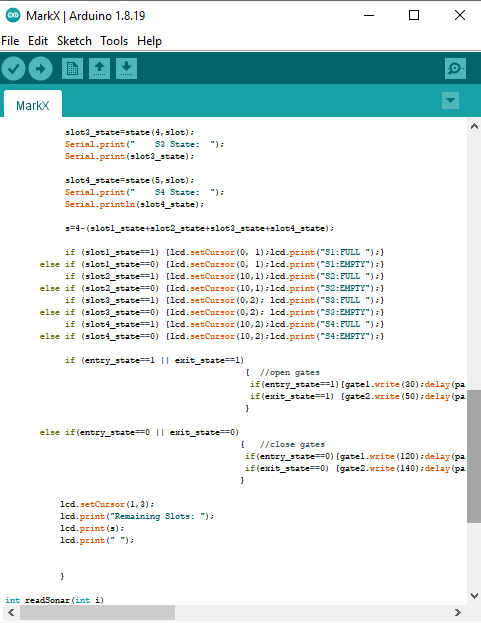 MarkX | Arduino 1.8.19
File Edit Sketch Tools Help
MarkX
slot3_state=state(4,slot);
Serial.print("    S3 State:  ");
Serial.print(slot3_state);
slot4_state=state(5,slot);
Serial.print("    S4 State:  ");
Serial.println(slot4_state);
s=4-(slot1_state+slot2_state+slot3_state+slot4_state);
if (slot1_state==1) {lcd.setCursor(0, 1);lcd.print("S1:FULL ");}
else if (slot1_state==0) {lcd.setCursor(0, 1);lcd.print("S1:EMPTY");}
if (slot2_state==1) {lcd.setCursor(10,1);lcd.print("S2:FULL ");}
else if (slot2_state==0) {lcd.setCursor(10,1);lcd.print("S2:EMPTY");}
if (slot3_state==1) {lcd.setCursor(0,2); lcd.print("S3:FULL ");}
else if (slot3_state==0) {lcd.setCursor(0,2); lcd.print("S3:EMPTY");}
if (slot4_state==1) {lcd.setCursor(10,2);lcd.print("S4:FULL ");}
else if (slot4_state==0) {lcd.setCursor(10,2);lcd.print("S4:EMPTY");}
if (entry_state==1 || exit_state==1)
{  //open gates
if(entry_state==1){gate1.write(30);delay(pa
if(exit_state==1) {gate2.write(50);delay(pa
}
else if(entry_state==0 || exit_state==0)
{   //close gates
if(entry_state==0){gate1.write(120);delay(pa
if(exit_state==0) {gate2.write(140);delay(pa
}
lcd.setCursor(1,3);
lcd.print("Remaining Slots: ");
lcd.print(s);
lcd.print(" ");
}
int readSonar(int i)